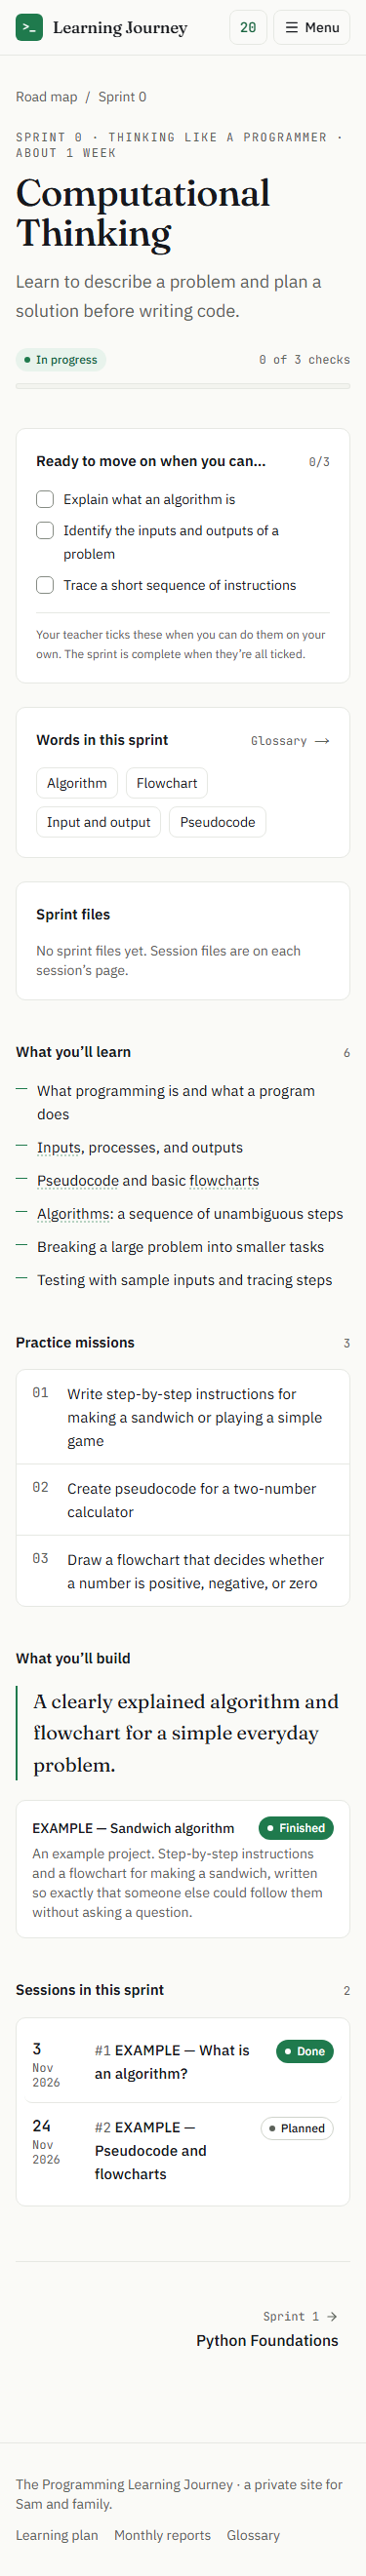 >_ Learning Journey 20 ☰ Menu
Road map / Sprint 0
SPRINT 0 · THINKING LIKE A PROGRAMMER ·
ABOUT 1 WEEK
Computational
Thinking
Learn to describe a problem and plan a
solution before writing code.
In progress 0 of 3 checks
Ready to move on when you can... 0/3
Explain what an algorithm is
Identify the inputs and outputs of a
problem
Trace a short sequence of instructions
Your teacher ticks these when you can do them on your
own. The sprint is complete when they’re all ticked.
Words in this sprint Glossary →
Algorithm Flowchart
Input and output Pseudocode
Sprint files
No sprint files yet. Session files are on each
session’s page.
What you’ll learn 6
— What programming is and what a program
does
— Inputs, processes, and outputs
— Pseudocode and basic flowcharts
— Algorithms: a sequence of unambiguous steps
— Breaking a large problem into smaller tasks
— Testing with sample inputs and tracing steps
Practice missions 3
01 Write step-by-step instructions for
making a sandwich or playing a simple
game
02 Create pseudocode for a two-number
calculator
03 Draw a flowchart that decides whether
a number is positive, negative, or zero
What you’ll build
A clearly explained algorithm and
flowchart for a simple everyday
problem.
EXAMPLE — Sandwich algorithm Finished
An example project. Step-by-step instructions
and a flowchart for making a sandwich, written
so exactly that someone else could follow them
without asking a question.
Sessions in this sprint 2
3 Nov 2026 #1 EXAMPLE — What is Done
an algorithm?
24 Nov 2026 #2 EXAMPLE — Planned
Pseudocode and
flowcharts
Sprint 1 →
Python Foundations
The Programming Learning Journey · a private site for
Sam and family.
Learning plan Monthly reports Glossary